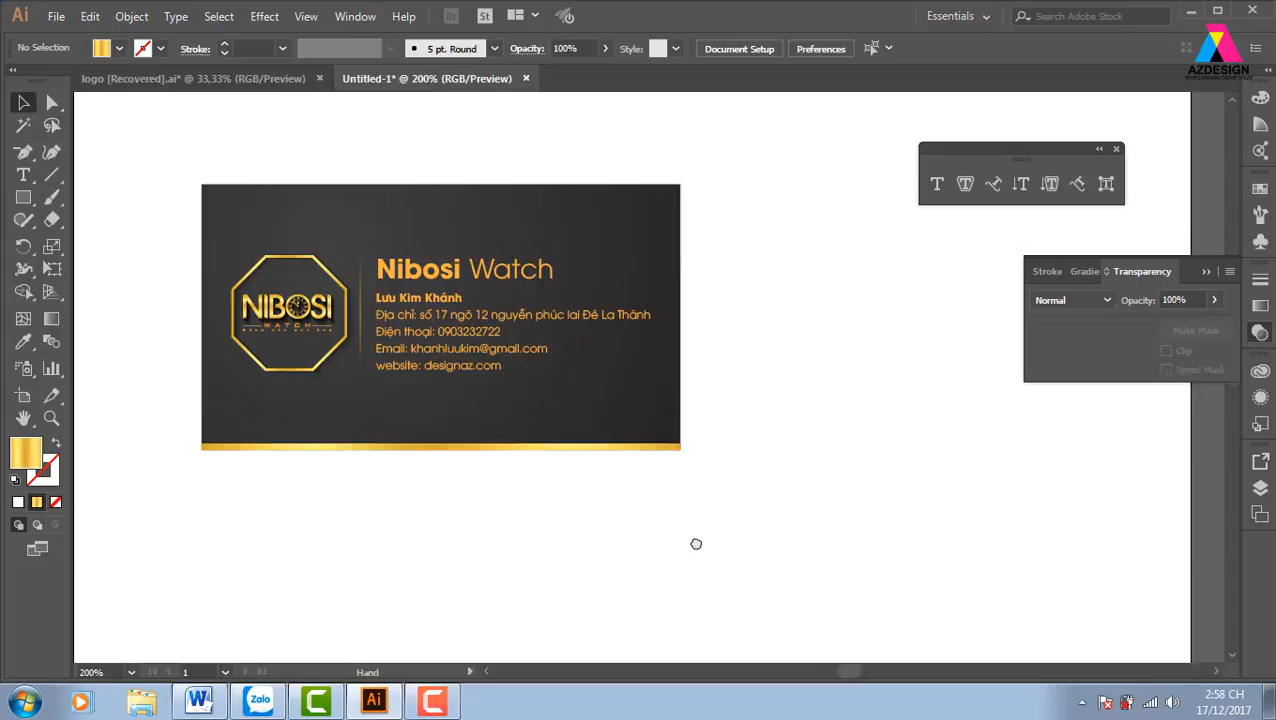 Ai File Edit Object Type Select Effect View Window Help Br St Essentials Search Adobe Stock
No Selection Stroke: 5 pt. Round Opacity: 100% Style: Document Setup Preferences
AZDESIGN
logo [Recovered].ai* @ 33,33% (RGB/Preview) × Untitled-1* @ 200% (RGB/Preview) ×
Stroke Gradie Transparency
Normal Opacity: 100%
Make Mask
Clip
Invert Mask
Nibosi Watch
Lưu Kim Khánh
Địa chỉ: số 17 ngõ 12 nguyễn phúc lai Đê La Thành
Điện thoại: 0903232722
Email: khanhluukim@gmail.com
website: designaz.com
NIBOSI
WATCH
200% 1 Hand
W Zalo C Ai C
2:58 CH
17/12/2017